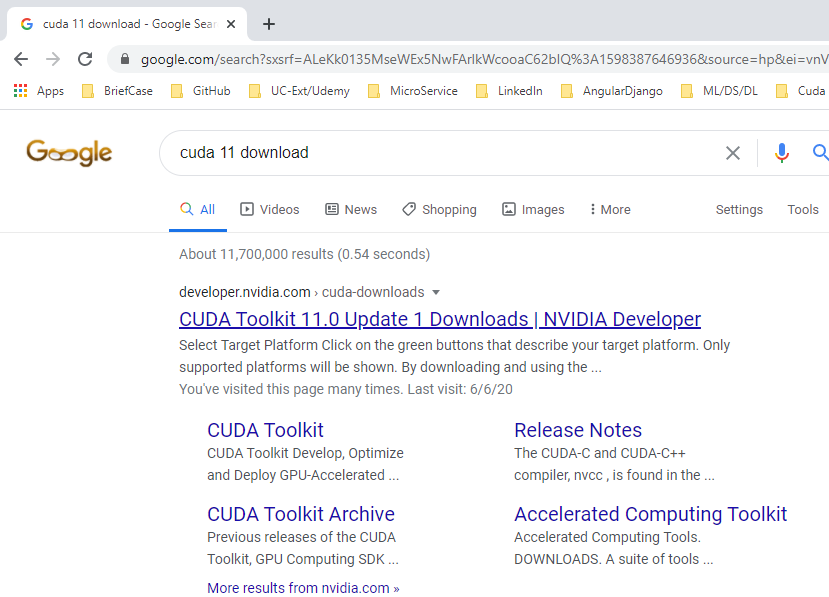 cuda 11 download - Google Sear
google.com/search?sxsrf=ALeKk0135MseWEx5NwFArlkWcooaC62bIQ%3A1598387646936&source=hp&ei=vnV
Apps BriefCase GitHub UC-Ext/Udemy MicroService LinkedIn AngularDjango ML/DS/DL Cuda
Google
cuda 11 download
All Videos News Shopping Images More Settings Tools
About 11,700,000 results (0.54 seconds)
developer.nvidia.com › cuda-downloads
CUDA Toolkit 11.0 Update 1 Downloads | NVIDIA Developer
Select Target Platform Click on the green buttons that describe your target platform. Only
supported platforms will be shown. By downloading and using the ...
You've visited this page many times. Last visit: 6/6/20
CUDA Toolkit
CUDA Toolkit Develop, Optimize
and Deploy GPU-Accelerated ...
Release Notes
The CUDA-C and CUDA-C++
compiler, nvcc , is found in the ...
CUDA Toolkit Archive
Previous releases of the CUDA
Toolkit, GPU Computing SDK ...
Accelerated Computing Toolkit
Accelerated Computing Tools.
DOWNLOADS. A suite of tools ...
More results from nvidia.com »